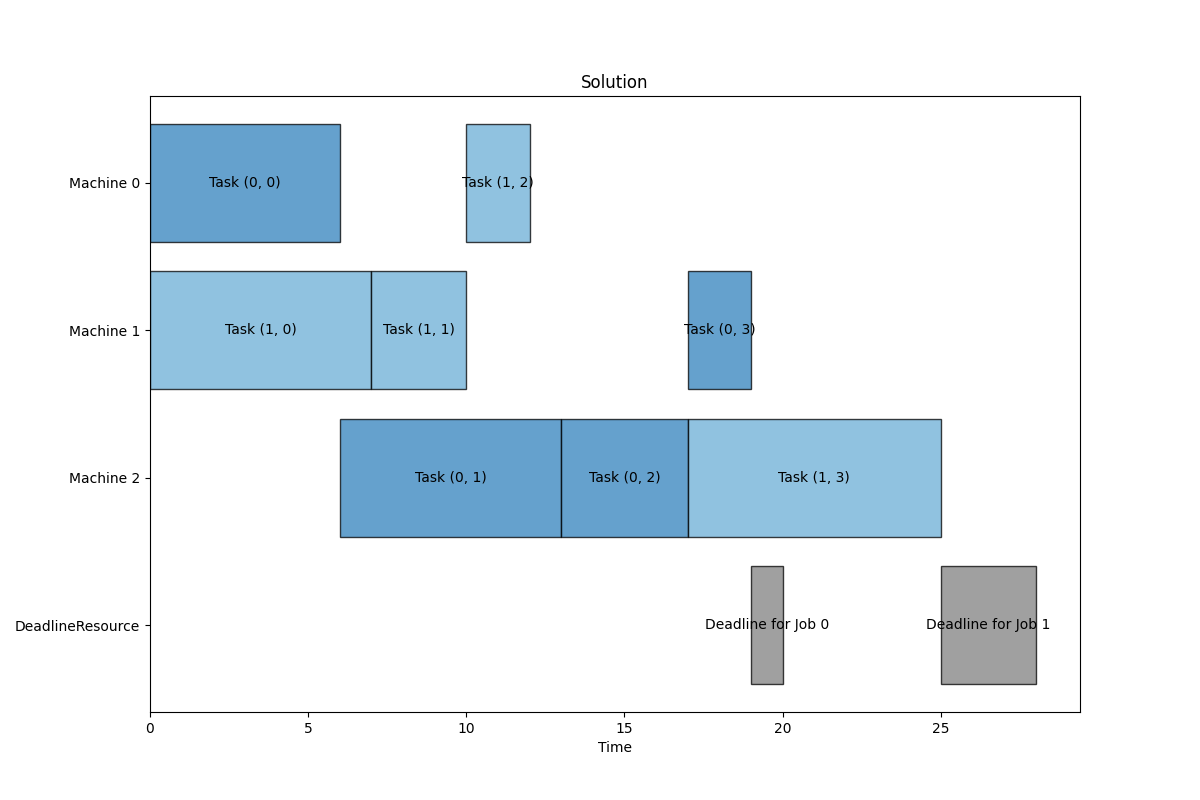 Solution
Machine 0
Task (0, 0)
Task (1, 2)
Machine 1
Task (1, 0)
Task (1, 1)
Task (0, 3)
Machine 2
Task (0, 1)
Task (0, 2)
Task (1, 3)
DeadlineResource
Deadline for Job 0
Deadline for Job 1
0 5 10 15 20 25
Time